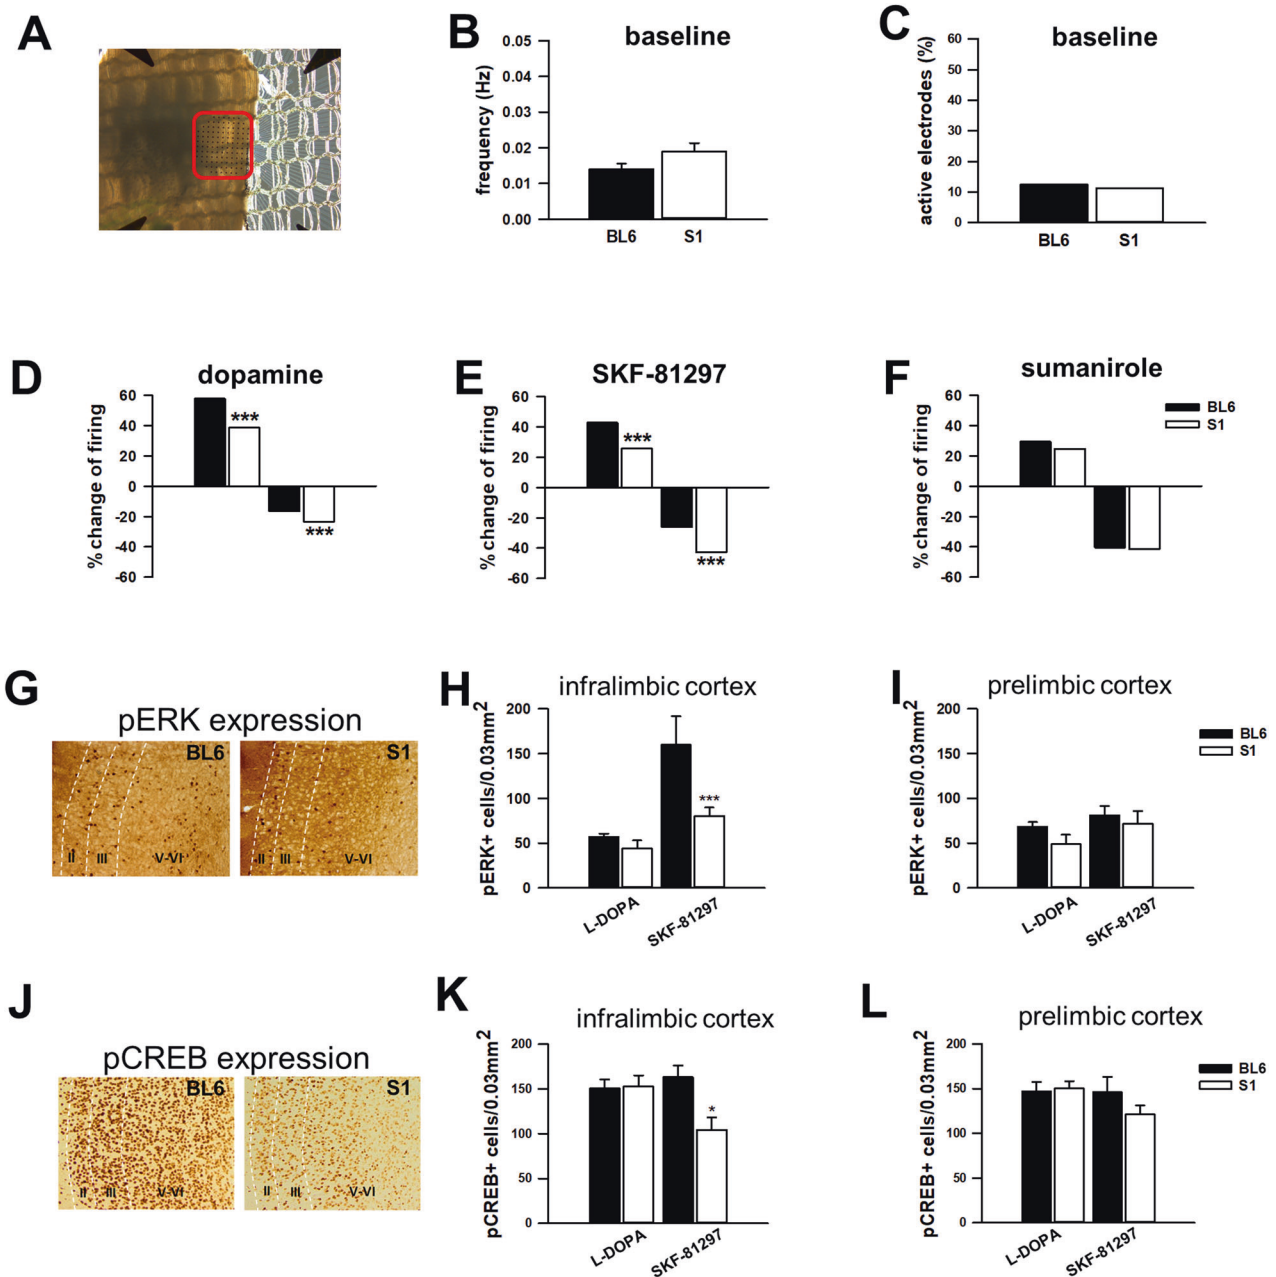 A
B
baseline
frequency (Hz)
0.05
0.04
0.03
0.02
0.01
0.00
BL6
S1
C
baseline
active electrodes (%)
60
50
40
30
20
10
0
BL6
S1
D
dopamine
% change of firing
60
40
20
0
-20
-40
-60
***
***
E
SKF-81297
% change of firing
60
40
20
0
-20
-40
-60
***
***
F
sumanirole
% change of firing
60
40
20
0
-20
-40
-60
BL6
S1
G
pERK expression
BL6
II
III
V-VI
S1
II
III
V-VI
H
infralimbic cortex
pERK+ cells/0.03mm2
200
150
100
50
0
***
L-DOPA
SKF-81297
I
prelimbic cortex
pERK+ cells/0.03mm2
200
150
100
50
0
BL6
S1
L-DOPA
SKF-81297
J
pCREB expression
BL6
II
III
V-VI
S1
II
III
V-VI
K
infralimbic cortex
pCREB+ cells/0.03mm2
200
150
100
50
0
*
L-DOPA
SKF-81297
L
prelimbic cortex
pCREB+ cells/0.03mm2
200
150
100
50
0
BL6
S1
L-DOPA
SKF-81297